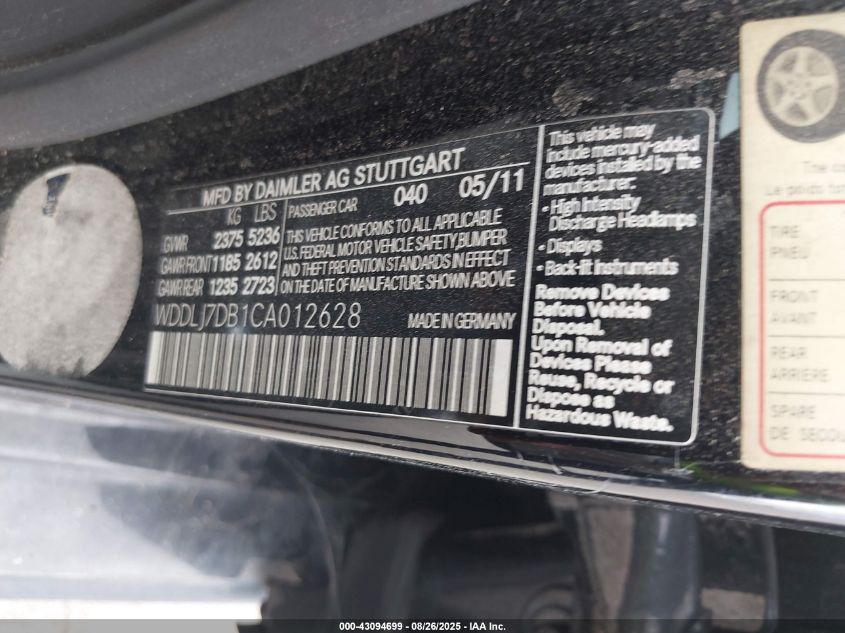 MFD BY DAIMLER AG STUTTGART
KG LBS
GVWR 2375 5236
GAWR FRONT 1185 2612
GAWR REAR 1235 2723
PASSENGER CAR 040 05/11
THIS VEHICLE CONFORMS TO ALL APPLICABLE
U.S. FEDERAL MOTOR VEHICLE SAFETY, BUMPER
AND THEFT PREVENTION STANDARDS IN EFFECT
ON THE DATE OF MANUFACTURE SHOWN ABOVE
WDDLJ7DB1CA012628
MADE IN GERMANY
This vehicle may
include mercury-added
devices installed by the
manufacturer:
• High Intensity
Discharge Headlamps
• Displays
• Back-lit instruments
Remove Devices
Before Vehicle
Disposal.
Upon Removal of
Devices Please
Reuse, Recycle or
Dispose as
Hazardous Waste.
Le poids
TIRE
PNEU
FRONT
AVANT
REAR
ARRIÈRE
SPARE
DE
000-43094699 - 08/26/2025 - IAA Inc.